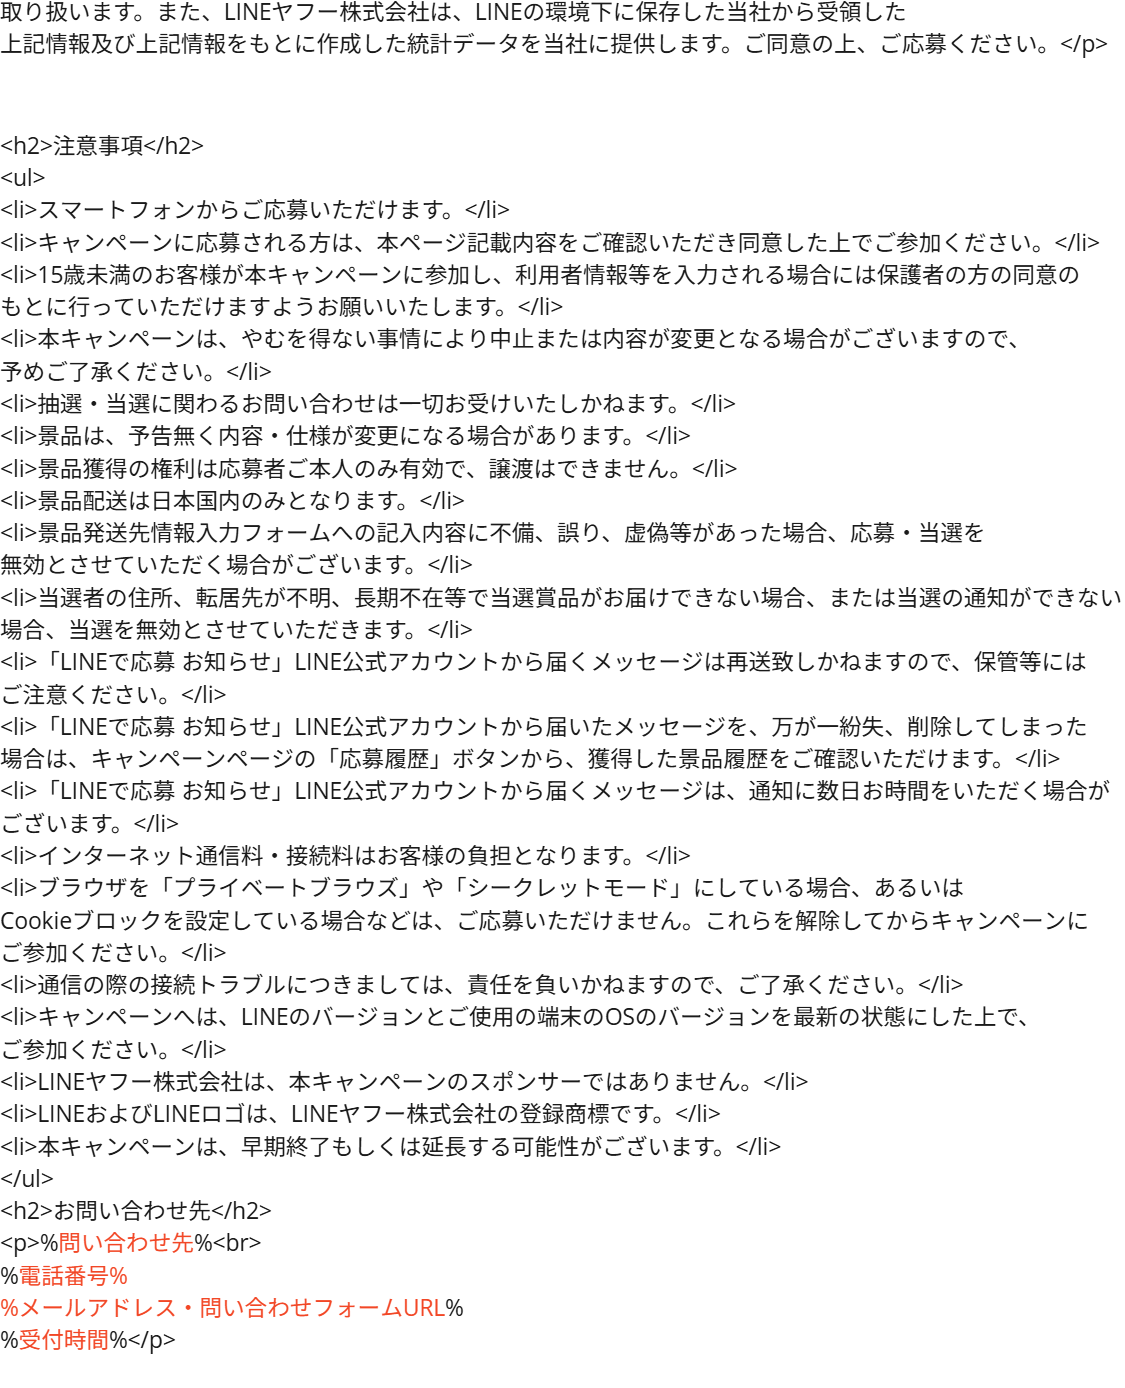 取り扱います。また、LINEヤフー株式会社は、LINEの環境下に保存した当社から受領した
上記情報及び上記情報をもとに作成した統計データを当社に提供します。ご同意の上、ご応募ください。</p>
<h2>注意事項</h2>
<ul>
<li>スマートフォンからご応募いただけます。</li>
<li>キャンペーンに応募される方は、本ページ記載内容をご確認いただき同意した上でご参加ください。</li>
<li>15歳未満のお客様が本キャンペーンに参加し、利用者情報等を入力される場合には保護者の方の同意の
もとに行っていただけますようお願いいたします。</li>
<li>本キャンペーンは、やむを得ない事情により中止または内容が変更となる場合がございますので、
予めご了承ください。</li>
<li>抽選・当選に関わるお問い合わせは一切お受けいたしかねます。</li>
<li>景品は、予告無く内容・仕様が変更になる場合があります。</li>
<li>景品獲得の権利は応募者ご本人のみ有効で、譲渡はできません。</li>
<li>景品配送は日本国内のみとなります。</li>
<li>景品発送先情報入力フォームへの記入内容に不備、誤り、虚偽等があった場合、応募・当選を
無効とさせていただく場合がございます。</li>
<li>当選者の住所、転居先が不明、長期不在等で当選賞品がお届けできない場合、または当選の通知ができない
場合、当選を無効とさせていただきます。</li>
<li>「LINEで応募 お知らせ」LINE公式アカウントから届くメッセージは再送致しかねますので、保管等には
ご注意ください。</li>
<li>「LINEで応募 お知らせ」LINE公式アカウントから届いたメッセージを、万が一紛失、削除してしまった
場合は、キャンペーンページの「応募履歴」ボタンから、獲得した景品履歴をご確認いただけます。</li>
<li>「LINEで応募 お知らせ」LINE公式アカウントから届くメッセージは、通知に数日お時間をいただく場合が
ございます。</li>
<li>インターネット通信料・接続料はお客様の負担となります。</li>
<li>ブラウザを「プライベートブラウズ」や「シークレットモード」にしている場合、あるいは
Cookieブロックを設定している場合などは、ご応募いただけません。これらを解除してからキャンペーンに
ご参加ください。</li>
<li>通信の際の接続トラブルにつきましては、責任を負いかねますので、ご了承ください。</li>
<li>キャンペーンへは、LINEのバージョンとご使用の端末のOSのバージョンを最新の状態にした上で、
ご参加ください。</li>
<li>LINEヤフー株式会社は、本キャンペーンのスポンサーではありません。</li>
<li>LINEおよびLINEロゴは、LINEヤフー株式会社の登録商標です。</li>
<li>本キャンペーンは、早期終了もしくは延長する可能性がございます。</li>
</ul>
<h2>お問い合わせ先</h2>
<p>%問い合わせ先%<br>
%電話番号%
%メールアドレス・問い合わせフォームURL%
%受付時間%</p>